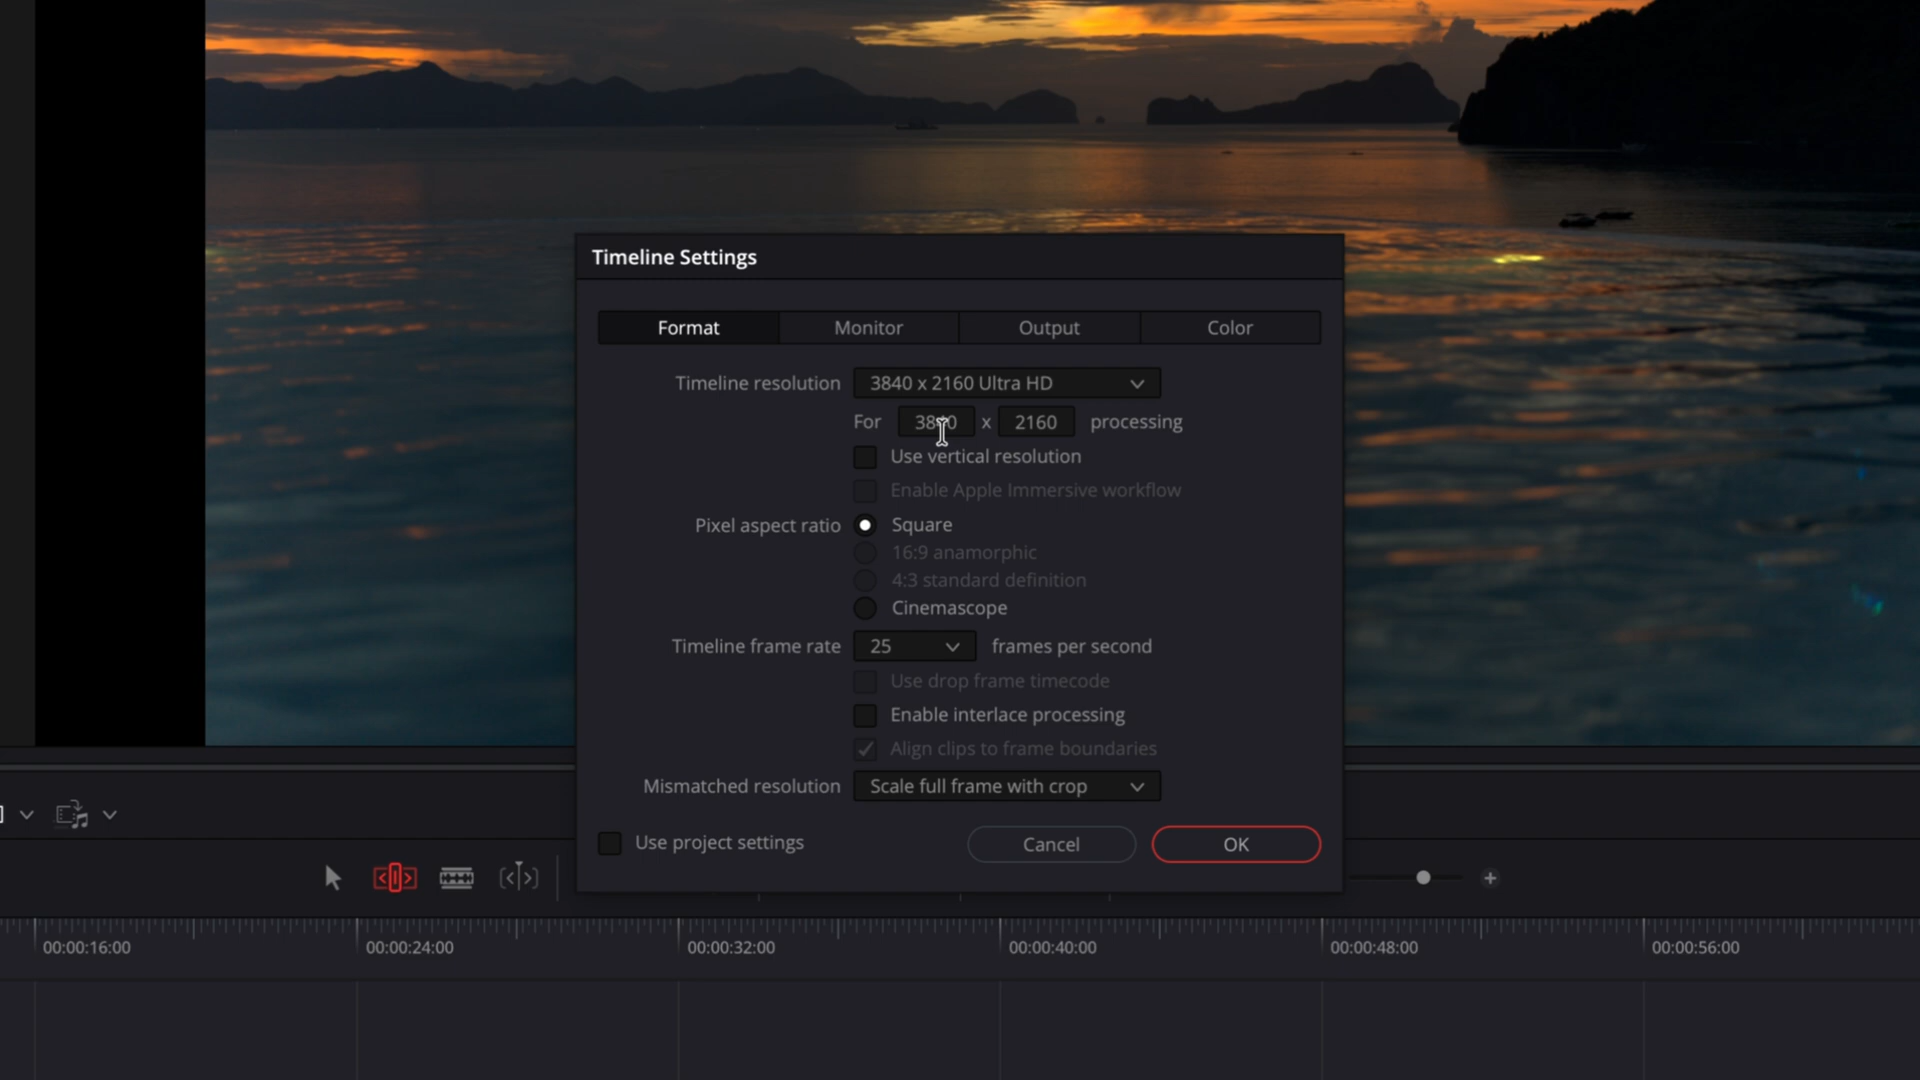 Timeline Settings
Format Monitor Output Color
Timeline resolution 3840 x 2160 Ultra HD
For 3840 x 2160 processing
Use vertical resolution
Enable Apple Immersive workflow
Pixel aspect ratio Square
16:9 anamorphic
4:3 standard definition
Cinemascope
Timeline frame rate 25 frames per second
Use drop frame timecode
Enable interlace processing
Align clips to frame boundaries
Mismatched resolution Scale full frame with crop
Use project settings Cancel OK
00:00:16:00 00:00:24:00 00:00:32:00 00:00:40:00 00:00:48:00 00:00:56:00